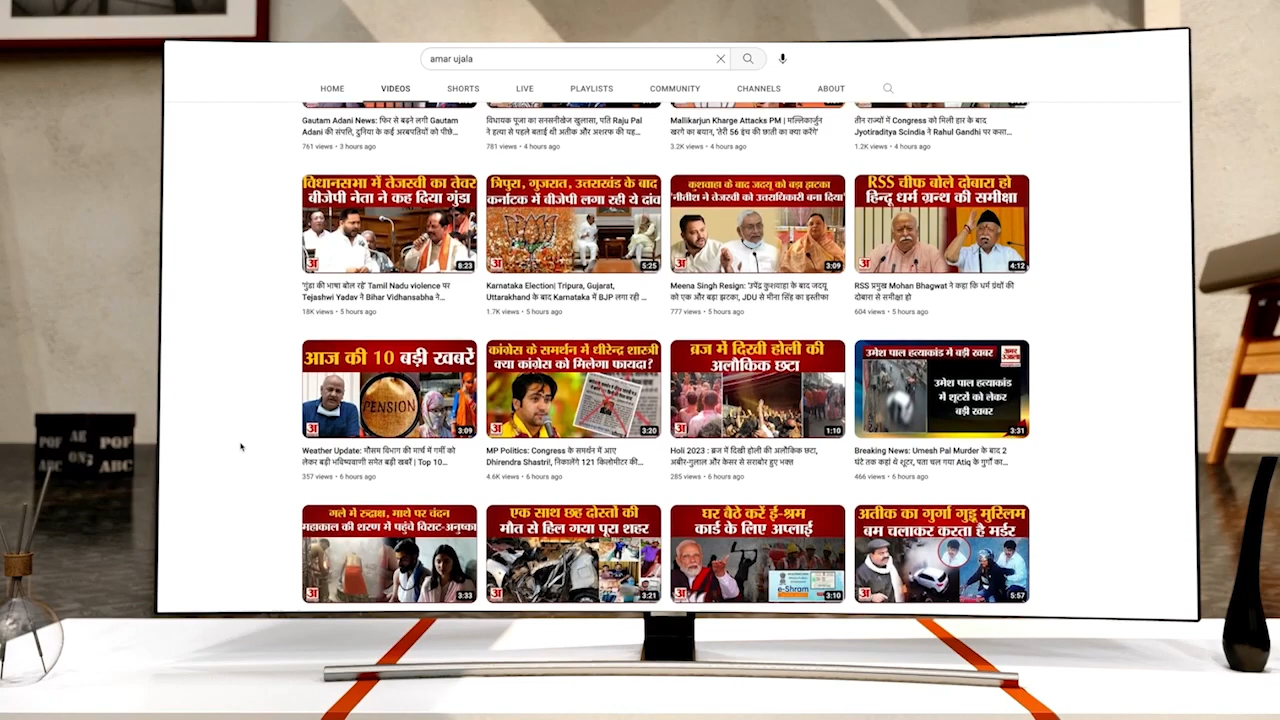 amar ujala
HOME VIDEOS SHORTS LIVE PLAYLISTS COMMUNITY CHANNELS ABOUT
Gautam Adani News: फिर से बढ़ने लगी Gautam
Adani की संपत्ति, दुनिया के कई अरबपतियों को पीछे...
761 views • 3 hours ago
विधायक पूजा का सनसनीखेज खुलासा, पति Raju Pal
ने हत्या से पहले बताई थी अतीक और अशरफ की यह...
781 views • 4 hours ago
Mallikarjun Kharge Attacks PM | मल्लिकार्जुन
खरगे का बयान, 'तेरी 56 इंच की छाती का क्या करेंगे'
3.2K views • 4 hours ago
तीन राज्यों में Congress को मिली हार के बाद
Jyotiraditya Scindia ने Rahul Gandhi पर कसा...
1.2K views • 4 hours ago
विधानसभा में तेजस्वी का तेवर
बीजेपी नेता ने कह दिया गुंडा
8:23
'गुंडा की भाषा बोल रहे' Tamil Nadu violence पर
Tejashwi Yadav ने Bihar Vidhansabha ने...
18K views • 5 hours ago
त्रिपुरा, गुजरात, उत्तराखंड के बाद
कर्नाटक में बीजेपी लगा रही ये दांव
5:25
Karnataka Election| Tripura, Gujarat,
Uttarakhand के बाद Karnataka में BJP लगा रही ...
1.7K views • 5 hours ago
कुशवाहा के बाद जदयू को बड़ा झटका
'नीतीश ने तेजस्वी को उत्तराधिकारी बना दिया'
3:09
Meena Singh Resign: 'उपेंद्र कुशवाहा के बाद जदयू
को एक और बड़ा झटका, JDU से मीना सिंह का इस्तीफा
777 views • 5 hours ago
RSS चीफ बोले दोबारा हो
हिन्दू धर्म ग्रन्थ की समीक्षा
4:12
RSS प्रमुख Mohan Bhagwat ने कहा कि धर्म ग्रंथों की
दोबारा से समीक्षा हो
604 views • 5 hours ago
आज की 10 बड़ी खबरें
PENSION
3:09
Weather Update: मौसम विभाग की मार्च में गर्मी को
लेकर बड़ी भविष्यवाणी समेत बड़ी खबरें | Top 10...
357 views • 6 hours ago
कांग्रेस के समर्थन में धीरेन्द्र शास्त्री
क्या कांग्रेस को मिलेगा फायदा?
3:20
MP Politics: Congress के समर्थन में आए
Dhirendra Shastri!, निकालेंगे 121 किलोमीटर की...
4.6K views • 6 hours ago
ब्रज में दिखी होली की
अलौकिक छटा
1:10
Holi 2023 : ब्रज में दिखी होली की अलौकिक छटा,
अबीर-गुलाल और केसर से सराबोर हुए भक्त
285 views • 6 hours ago
उमेश पाल हत्याकांड में बड़ी खबर
अमर उजाला
उमेश पाल हत्याकांड
में शूटरों को लेकर
बड़ी खबर
3:31
Breaking News: Umesh Pal Murder के बाद 2
घंटे तक कहां थे शूटर, पता चल गया Atiq के गुर्गों का...
466 views • 6 hours ago
गले में रुद्राक्ष, माथे पर चंदन
महाकाल की शरण में पहुंचे विराट-अनुष्का
3:33
एक साथ छह दोस्तों की
मौत से हिल गया पूरा शहर
3:21
घर बैठे करें ई-श्रम
कार्ड के लिए अप्लाई
e-Shram
3:10
अतीक का गुर्गा गुड्डू मुस्लिम
बम चलाकर करता है मर्डर
5:57